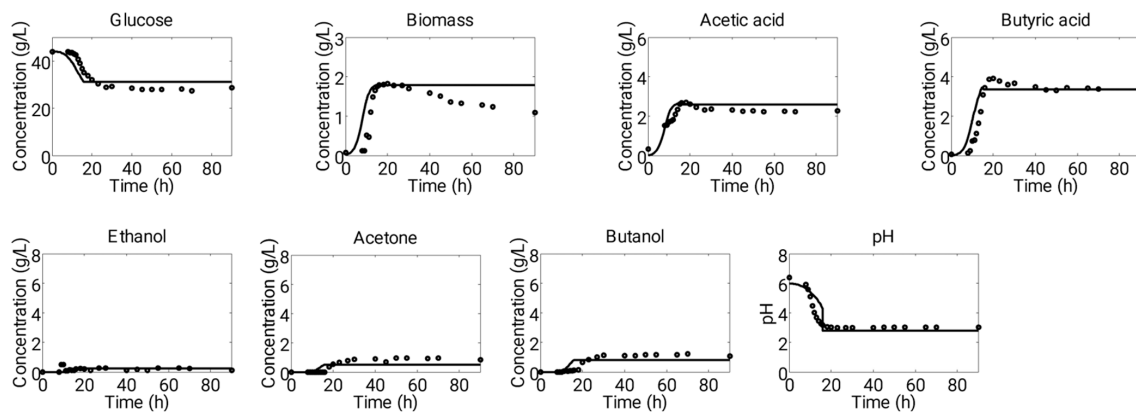 Glucose
Concentration (g/L)
40
20
0
0 20 40 60 80
Time (h)
Biomass
Concentration (g/L)
3
2
1
0
0 20 40 60 80
Time (h)
Acetic acid
Concentration (g/L)
6
4
2
0
0 20 40 60 80
Time (h)
Butyric acid
Concentration (g/L)
6
4
2
0
0 20 40 60 80
Time (h)
Ethanol
Concentration (g/L)
8
6
4
2
0
0 20 40 60 80
Time (h)
Acetone
Concentration (g/L)
8
6
4
2
0
0 20 40 60 80
Time (h)
Butanol
Concentration (g/L)
8
6
4
2
0
0 20 40 60 80
Time (h)
pH
pH
8
6
4
2
0
0 20 40 60 80
Time (h)